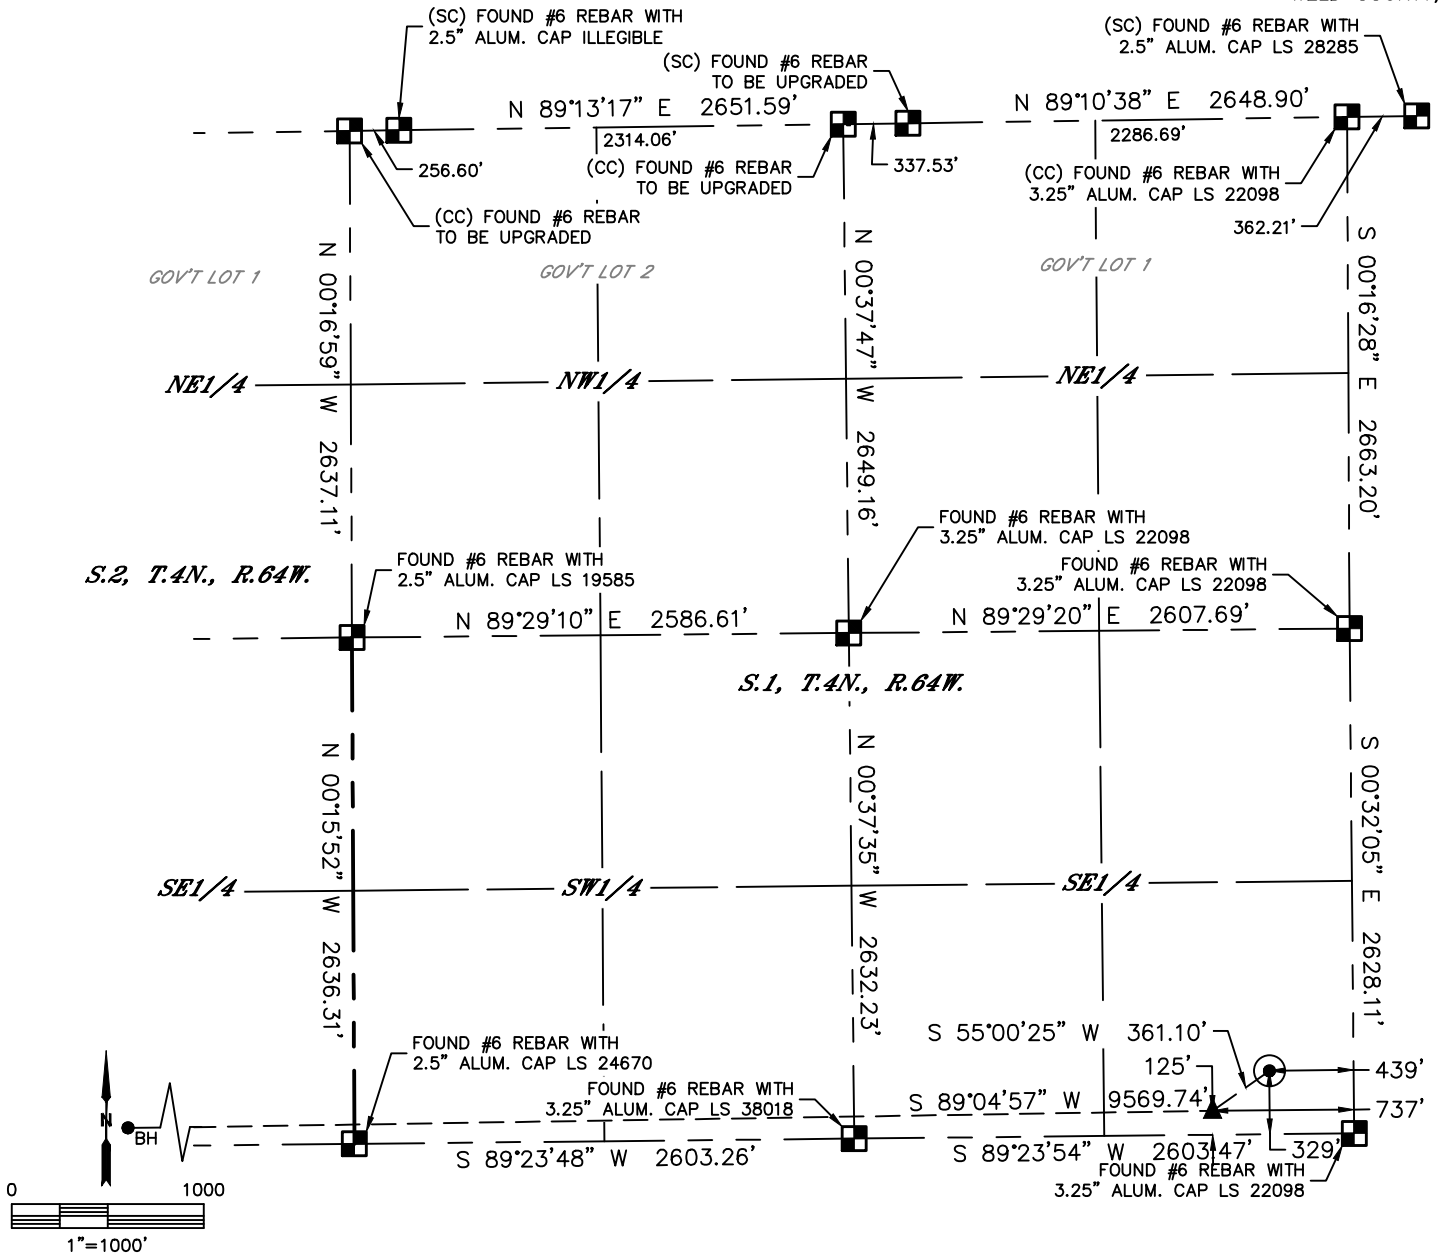 (SC) FOUND #6 REBAR WITH
2.5" ALUM. CAP ILLEGIBLE
(SC) FOUND #6 REBAR WITH
2.5" ALUM. CAP LS 28285
(SC) FOUND #6 REBAR
TO BE UPGRADED
N 89°13'17" E 2651.59'
N 89°10'38" E 2648.90'
2314.06'
2286.69'
256.60'
(CC) FOUND #6 REBAR
TO BE UPGRADED
337.53'
(CC) FOUND #6 REBAR WITH
3.25" ALUM. CAP LS 22098
(CC) FOUND #6 REBAR
TO BE UPGRADED
362.21'
GOV'T LOT 1
GOV'T LOT 2
GOV'T LOT 1
N 00°16'59" W 2637.11'
N 00°37'47" W 2649.16'
S 00°16'28" E 2663.20'
NE1/4
NW1/4
NE1/4
FOUND #6 REBAR WITH
3.25" ALUM. CAP LS 22098
FOUND #6 REBAR WITH
2.5" ALUM. CAP LS 19585
FOUND #6 REBAR WITH
3.25" ALUM. CAP LS 22098
S.2, T.4N., R.64W.
N 89°29'10" E 2586.61'
N 89°29'20" E 2607.69'
S.1, T.4N., R.64W.
N 00°15'52" W 2636.31'
N 00°37'35" W 2632.23'
S 00°32'05" E 2628.11'
SE1/4
SW1/4
SE1/4
S 55°00'25" W 361.10'
FOUND #6 REBAR WITH
2.5" ALUM. CAP LS 24670
125'
439'
FOUND #6 REBAR WITH
3.25" ALUM. CAP LS 38018
S 89°04'57" W 9569.74'
737'
N
BH
S 89°23'48" W 2603.26'
S 89°23'54" W 2603.47'
329'
FOUND #6 REBAR WITH
3.25" ALUM. CAP LS 22098
0 1000
1"=1000'